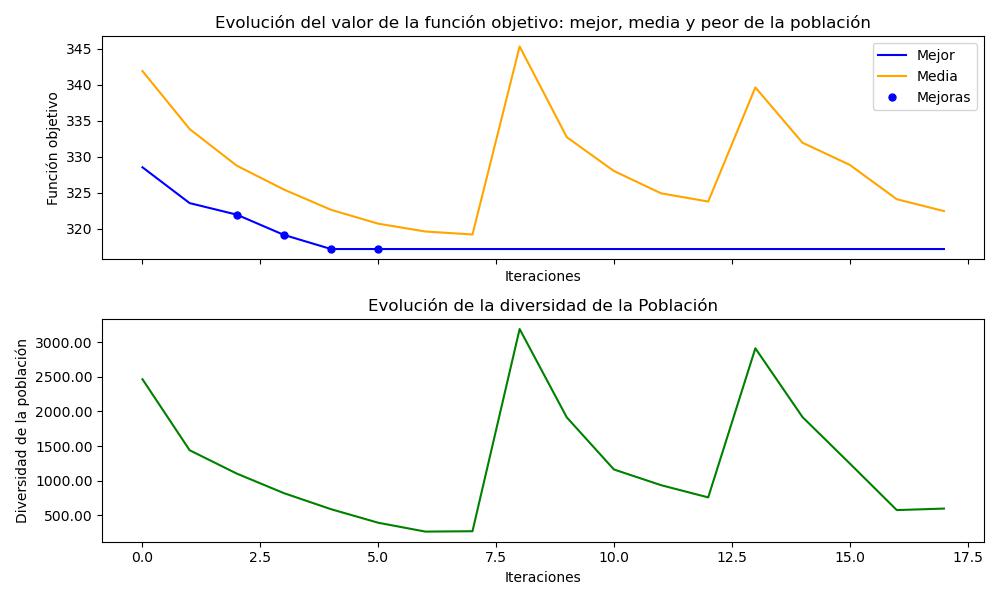 Evolución del valor de la función objetivo: mejor, media y peor de la población
345
340
335
330
325
320
Función objetivo
Mejor
Media
Mejoras
Iteraciones
Evolución de la diversidad de la Población
3000.00
2500.00
2000.00
1500.00
1000.00
500.00
Diversidad de la población
0.0 2.5 5.0 7.5 10.0 12.5 15.0 17.5
Iteraciones